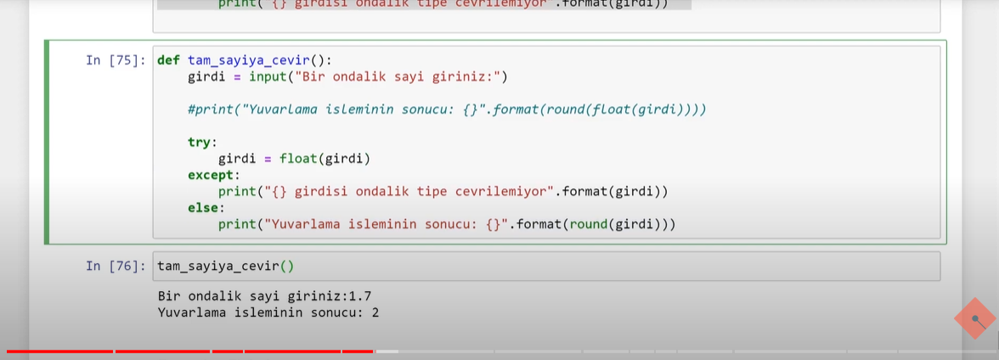 print("{} girdisi ondalik tipe cevrilemiyor".format(girdi))
In [75]: def tam_sayiya_cevir():
girdi = input("Bir ondalik sayi giriniz:")
#print("Yuvarlama isleminin sonucu: {}".format(round(float(girdi))))
try:
girdi = float(girdi)
except:
print("{} girdisi ondalik tipe cevrilemiyor".format(girdi))
else:
print("Yuvarlama isleminin sonucu: {}".format(round(girdi)))
In [76]: tam_sayiya_cevir()
Bir ondalik sayi giriniz:1.7
Yuvarlama isleminin sonucu: 2